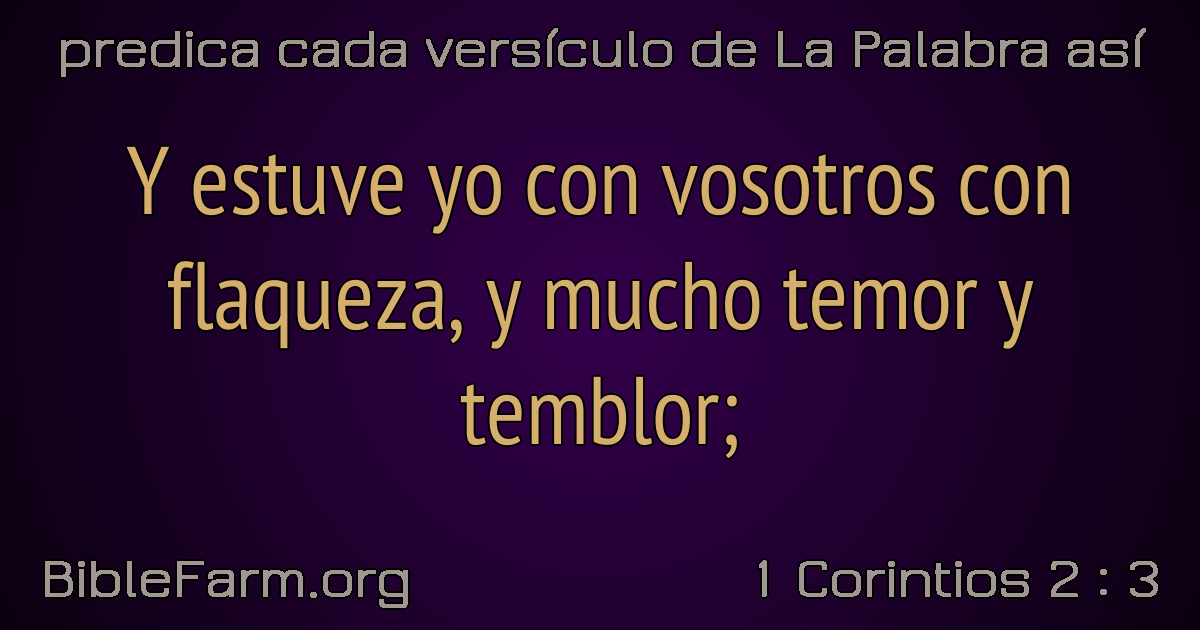 predica cada versículo de La Palabra así
Y estuve yo con vosotros con
flaqueza, y mucho temor y
temblor;
BibleFarm.org
1 Corintios 2 : 3